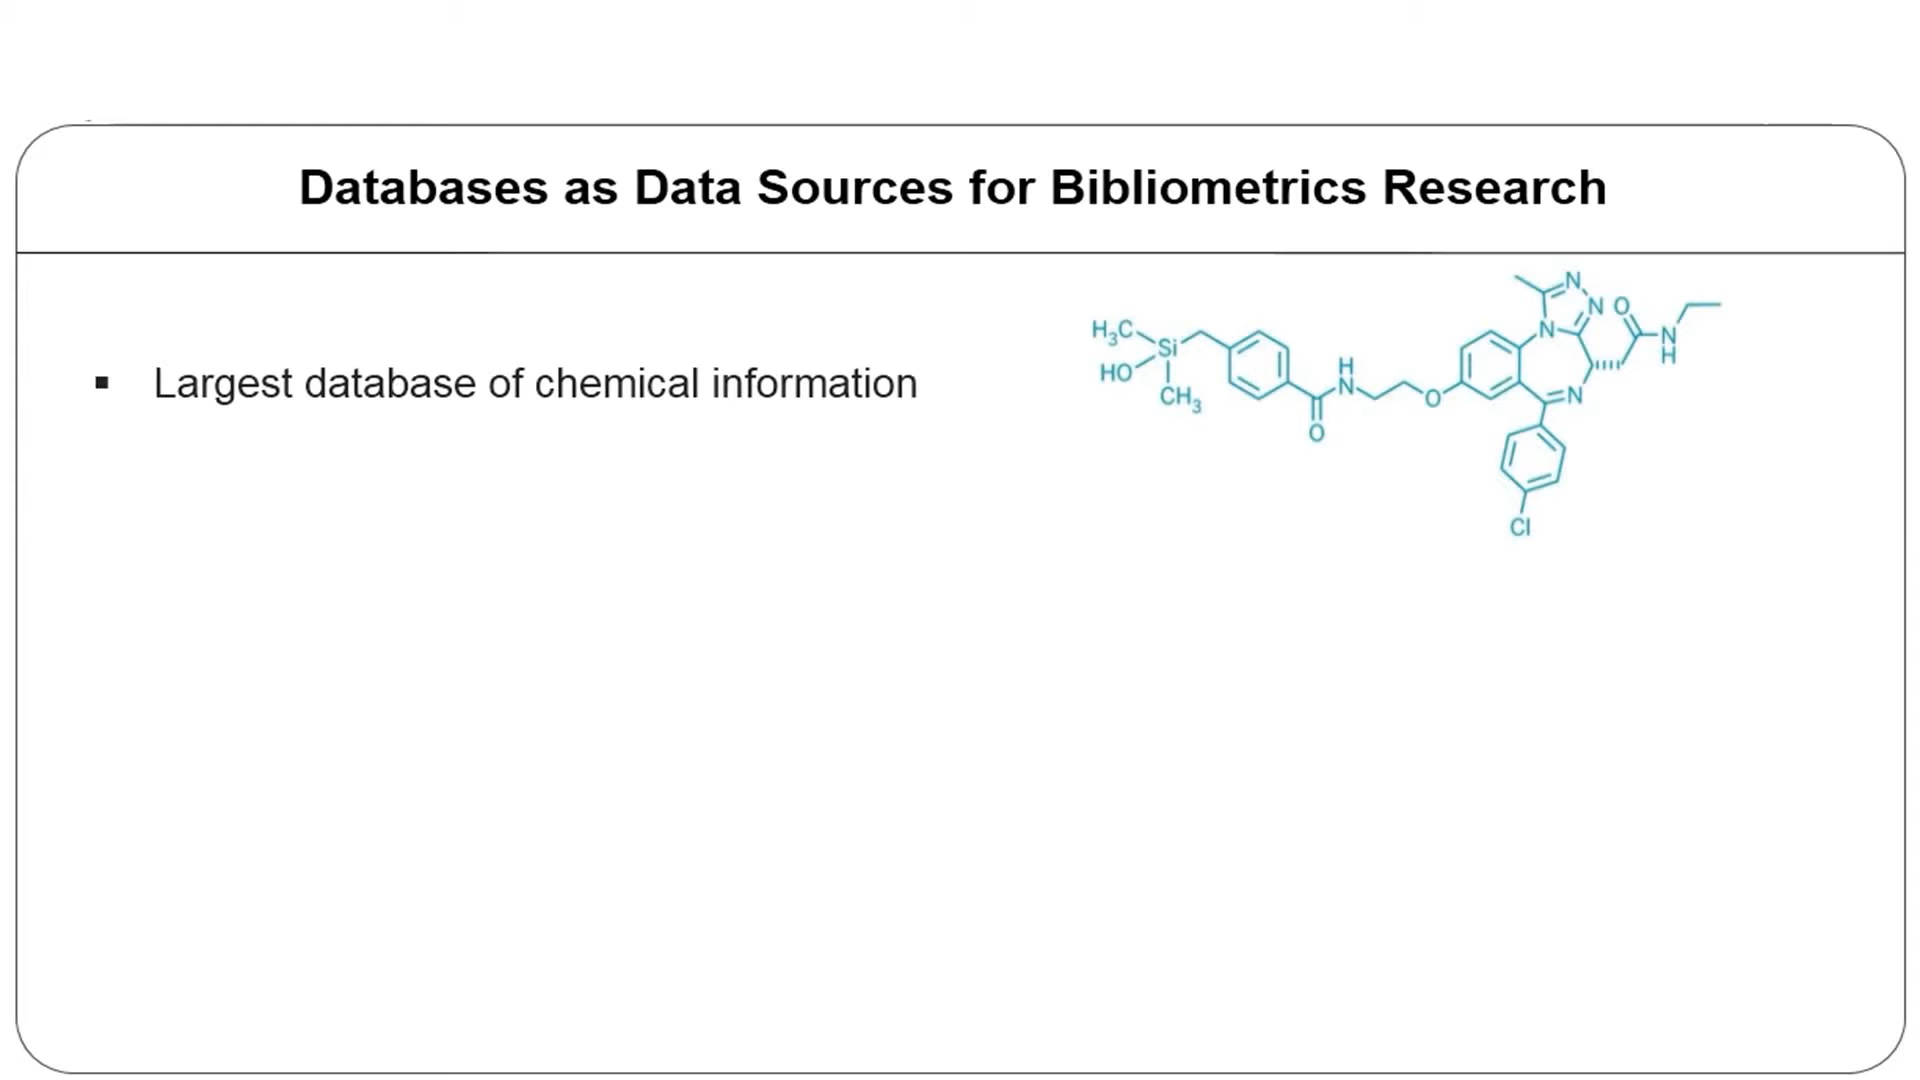 Databases as Data Sources for Bibliometrics Research
▪ Largest database of chemical information
H₃C
Si
HO
CH₃
O
H
N
O
N
N
N
N
O
N
H
Cl